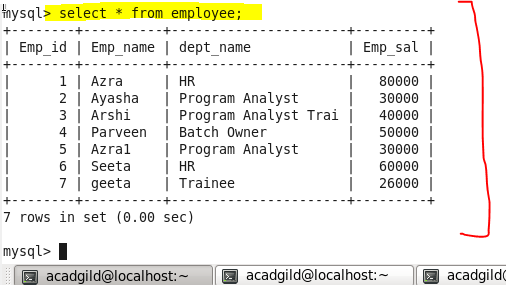 mysql> select * from employee;
+--------+----------+---------------------+---------+
| Emp_id | Emp_name | dept_name           | Emp_sal |
+--------+----------+---------------------+---------+
|      1 | Azra     | HR                  |   80000 |
|      2 | Ayasha   | Program Analyst     |   30000 |
|      3 | Arshi    | Program Analyst Trai |   40000 |
|      4 | Parveen  | Batch Owner         |   50000 |
|      5 | Azra1    | Program Analyst     |   30000 |
|      6 | Seeta    | HR                  |   60000 |
|      7 | geeta    | Trainee             |   26000 |
+--------+----------+---------------------+---------+
7 rows in set (0.00 sec)
mysql>
acadgild@localhost:~ acadgild@localhost:~ acadgild@